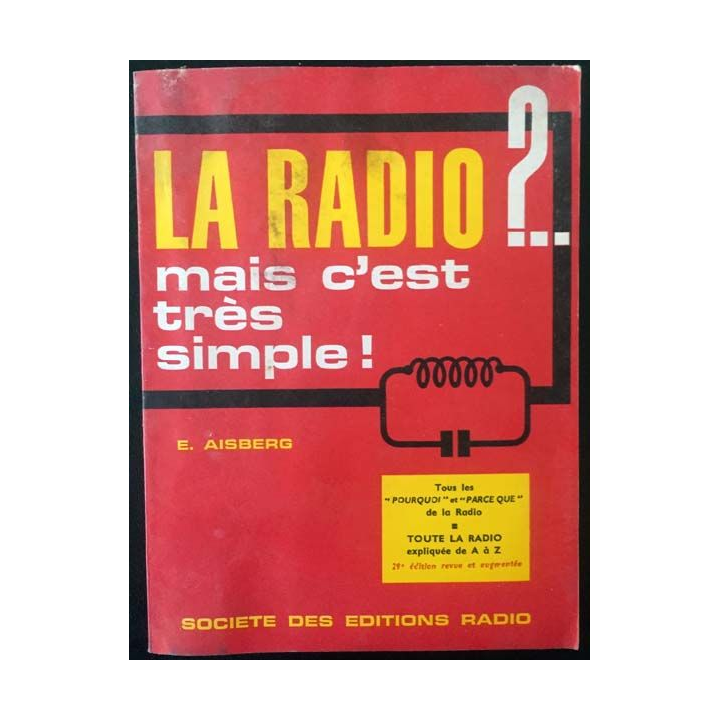 LA RADIO ?..
mais c'est
très
simple !
E. AISBERG
Tous les
"POURQUOI" et "PARCE QUE"
de la Radio
TOUTE LA RADIO
expliquée de A à Z
29e édition revue et augmentée
SOCIETE DES EDITIONS RADIO